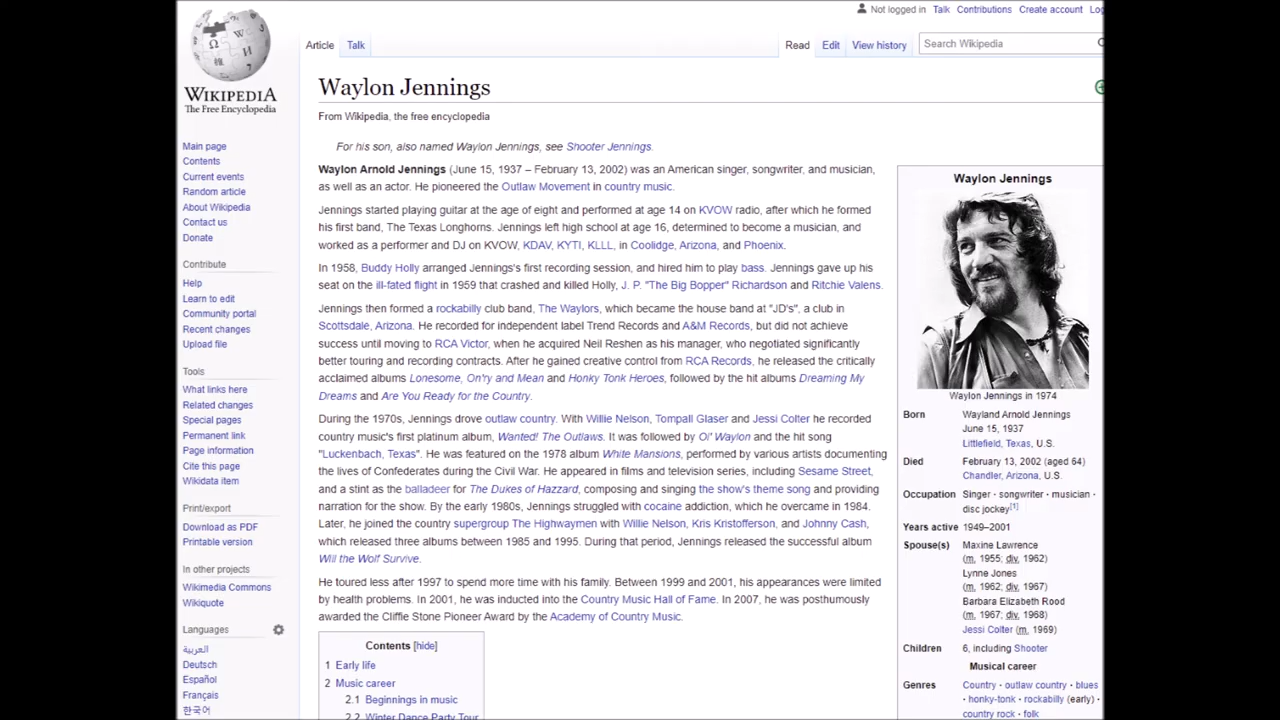 Not logged in Talk Contributions Create account Log
Article Talk Read Edit View history Search Wikipedia
WIKIPEDIA
The Free Encyclopedia
Main page
Contents
Current events
Random article
About Wikipedia
Contact us
Donate
Contribute
Help
Learn to edit
Community portal
Recent changes
Upload file
Tools
What links here
Related changes
Special pages
Permanent link
Page information
Cite this page
Wikidata item
Print/export
Download as PDF
Printable version
In other projects
Wikimedia Commons
Wikiquote
Languages
العربية
Deutsch
Español
Français
한국어
Waylon Jennings
From Wikipedia, the free encyclopedia
For his son, also named Waylon Jennings, see Shooter Jennings.
Waylon Arnold Jennings (June 15, 1937 – February 13, 2002) was an American singer, songwriter, and musician,
as well as an actor. He pioneered the Outlaw Movement in country music.
Jennings started playing guitar at the age of eight and performed at age 14 on KVOW radio, after which he formed
his first band, The Texas Longhorns. Jennings left high school at age 16, determined to become a musician, and
worked as a performer and DJ on KVOW, KDAV, KYTI, KLLL, in Coolidge, Arizona, and Phoenix.
In 1958, Buddy Holly arranged Jennings's first recording session, and hired him to play bass. Jennings gave up his
seat on the ill-fated flight in 1959 that crashed and killed Holly, J. P. "The Big Bopper" Richardson and Ritchie Valens.
Jennings then formed a rockabilly club band, The Waylors, which became the house band at "JD's", a club in
Scottsdale, Arizona. He recorded for independent label Trend Records and A&M Records, but did not achieve
success until moving to RCA Victor, when he acquired Neil Reshen as his manager, who negotiated significantly
better touring and recording contracts. After he gained creative control from RCA Records, he released the critically
acclaimed albums Lonesome, On'ry and Mean and Honky Tonk Heroes, followed by the hit albums Dreaming My
Dreams and Are You Ready for the Country.
During the 1970s, Jennings drove outlaw country. With Willie Nelson, Tompall Glaser and Jessi Colter he recorded
country music's first platinum album, Wanted! The Outlaws. It was followed by Ol' Waylon and the hit song
"Luckenbach, Texas". He was featured on the 1978 album White Mansions, performed by various artists documenting
the lives of Confederates during the Civil War. He appeared in films and television series, including Sesame Street,
and a stint as the balladeer for The Dukes of Hazzard, composing and singing the show's theme song and providing
narration for the show. By the early 1980s, Jennings struggled with cocaine addiction, which he overcame in 1984.
Later, he joined the country supergroup The Highwaymen with Willie Nelson, Kris Kristofferson, and Johnny Cash,
which released three albums between 1985 and 1995. During that period, Jennings released the successful album
Will the Wolf Survive.
He toured less after 1997 to spend more time with his family. Between 1999 and 2001, his appearances were limited
by health problems. In 2001, he was inducted into the Country Music Hall of Fame. In 2007, he was posthumously
awarded the Cliffie Stone Pioneer Award by the Academy of Country Music.
Contents [hide]
1 Early life
2 Music career
2.1 Beginnings in music
2.2 Winter Dance Party Tour
Waylon Jennings
Waylon Jennings in 1974
Born Wayland Arnold Jennings
June 15, 1937
Littlefield, Texas, U.S.
Died February 13, 2002 (aged 64)
Chandler, Arizona, U.S.
Occupation Singer · songwriter · musician ·
disc jockey[1]
Years active 1949–2001
Spouse(s) Maxine Lawrence
(m. 1955; div. 1962)
Lynne Jones
(m. 1962; div. 1967)
Barbara Elizabeth Rood
(m. 1967; div. 1968)
Jessi Colter (m. 1969)
Children 6, including Shooter
Musical career
Genres Country · outlaw country · blues
· honky-tonk · rockabilly (early) ·
country rock · folk